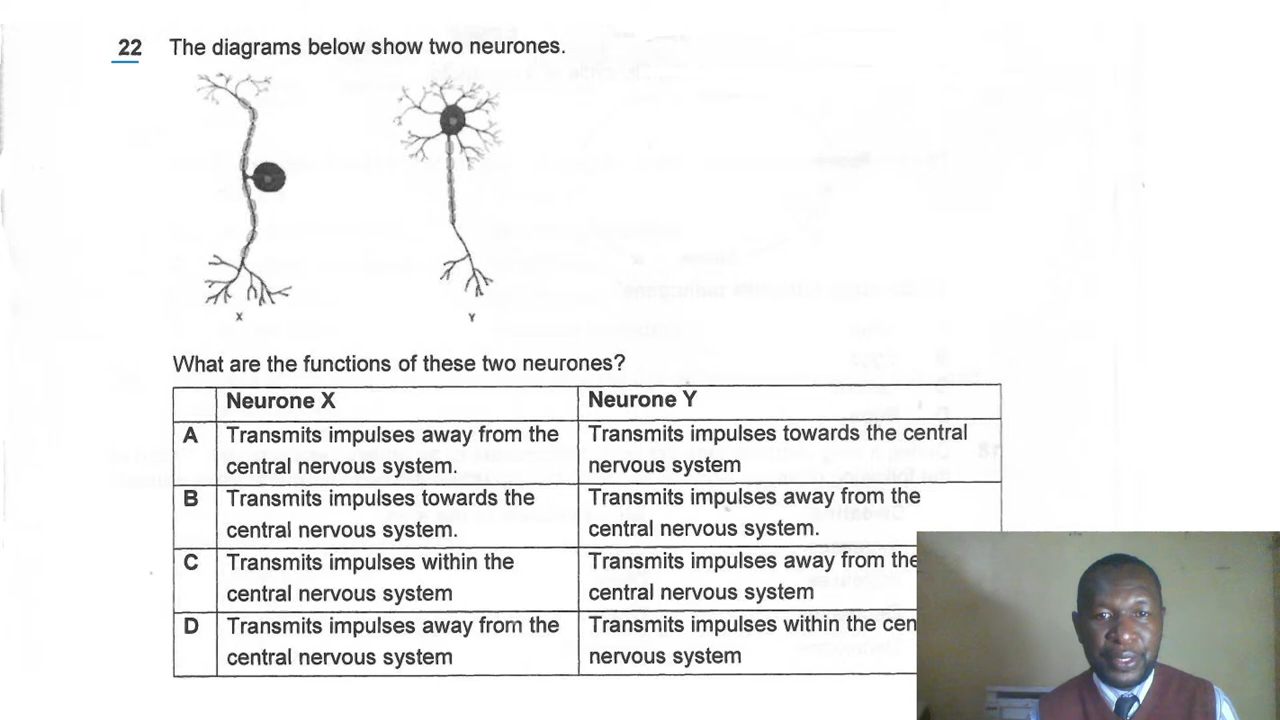 22 The diagrams below show two neurones.
X Y
What are the functions of these two neurones?
Neurone X Neurone Y
A Transmits impulses away from the central nervous system. Transmits impulses towards the central nervous system
B Transmits impulses towards the central nervous system. Transmits impulses away from the central nervous system.
C Transmits impulses within the central nervous system Transmits impulses away from the central nervous system
D Transmits impulses away from the central nervous system Transmits impulses within the cen nervous system